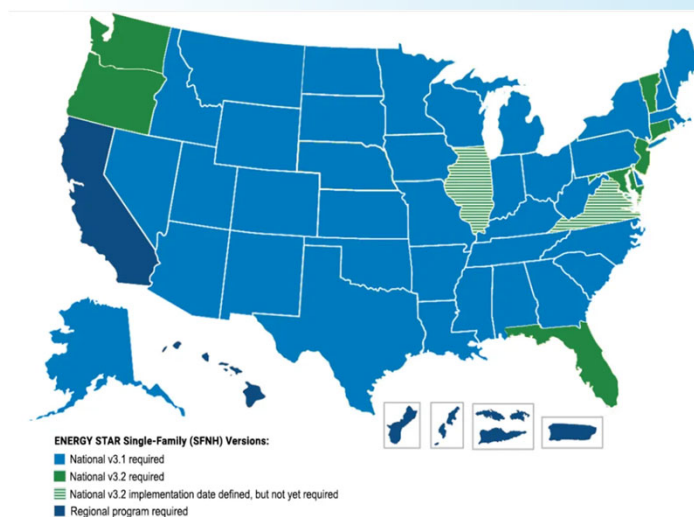 ENERGY STAR Single-Family (SFNH) Versions:
National v3.1 required
National v3.2 required
National v3.2 implementation date defined, but not yet required
Regional program required